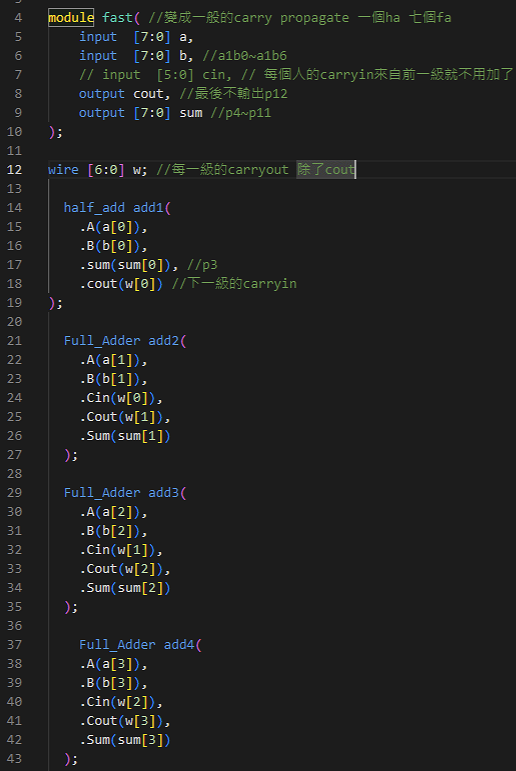 4 module fast( //變成一般的carry propagate 一個ha 七個fa
5 input [7:0] a,
6 input [7:0] b, //a1b0~a1b6
7 // input [5:0] cin, // 每個人的carryin來自前一級就不用加了
8 output cout, //最後不輸出p12
9 output [7:0] sum //p4~p11
10 );
11
12 wire [6:0] w; //每一級的carryout 除了cout
13
14 half_add add1(
15 .A(a[0]),
16 .B(b[0]),
17 .sum(sum[0]), //p3
18 .cout(w[0]) //下一級的carryin
19 );
20
21 Full_Adder add2(
22 .A(a[1]),
23 .B(b[1]),
24 .Cin(w[0]),
25 .Cout(w[1]),
26 .Sum(sum[1])
27 );
28
29 Full_Adder add3(
30 .A(a[2]),
31 .B(b[2]),
32 .Cin(w[1]),
33 .Cout(w[2]),
34 .Sum(sum[2])
35 );
36
37 Full_Adder add4(
38 .A(a[3]),
39 .B(b[3]),
40 .Cin(w[2]),
41 .Cout(w[3]),
42 .Sum(sum[3])
43 );